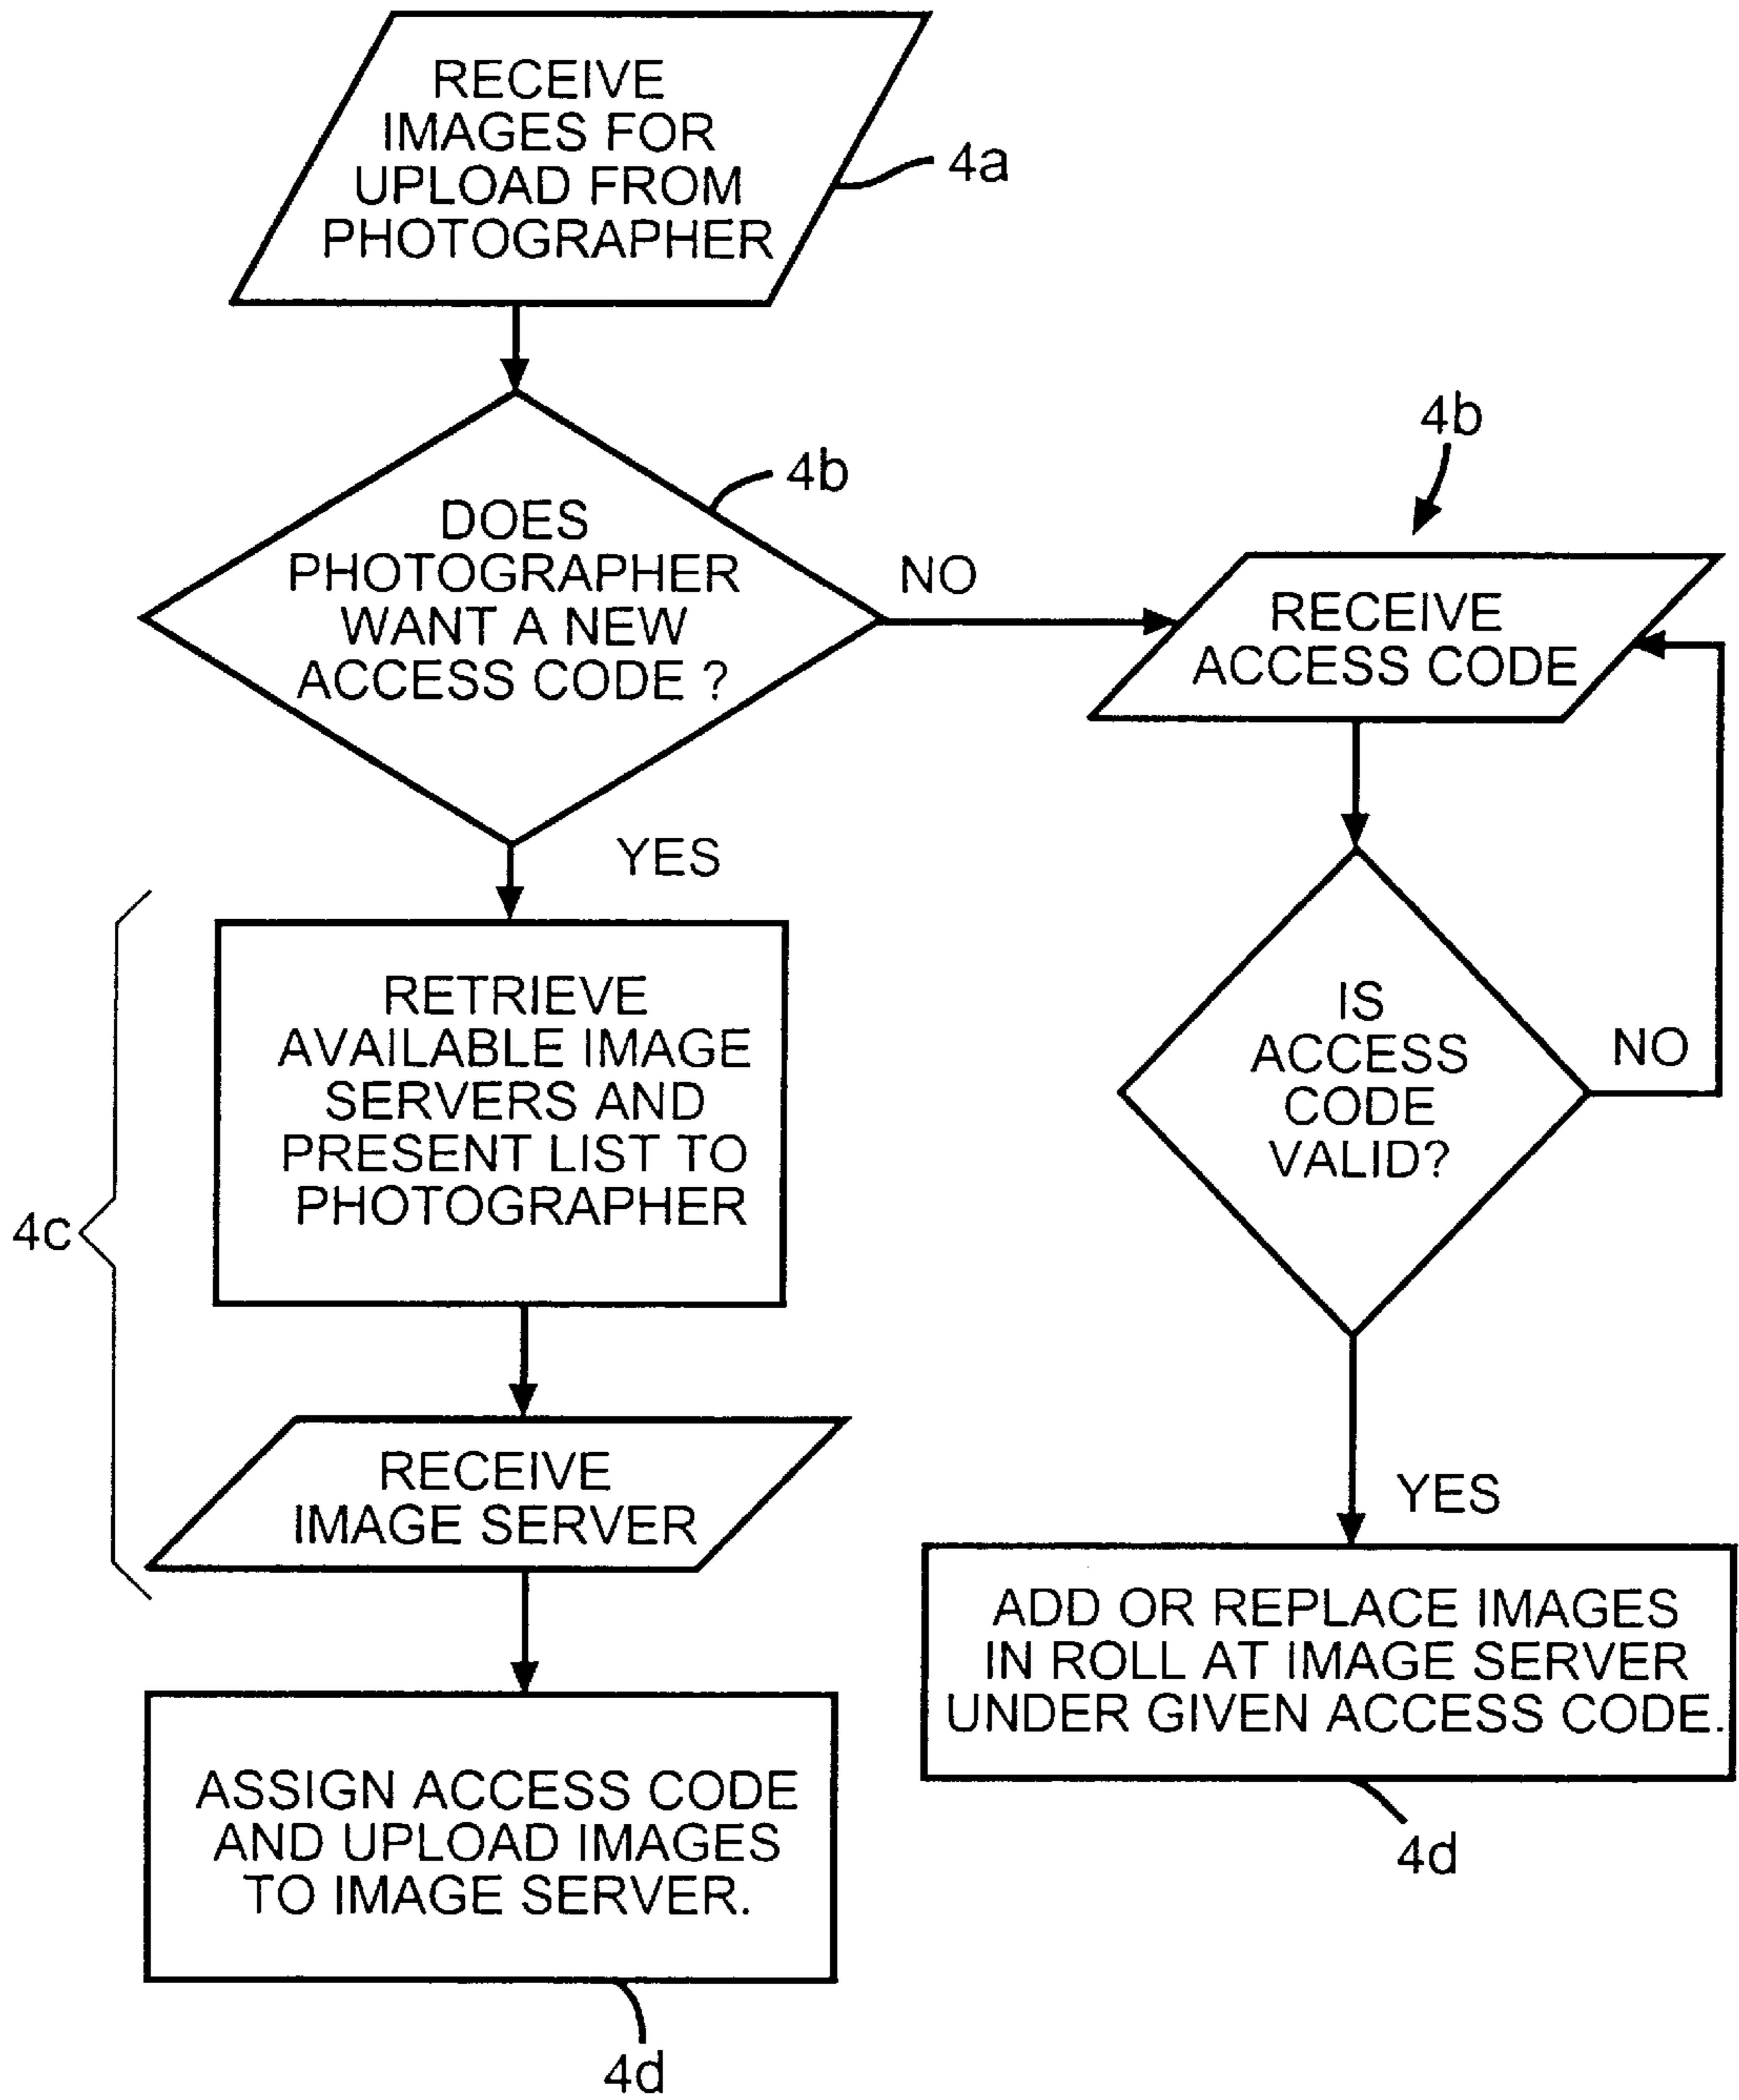 RECEIVE
IMAGES FOR
UPLOAD FROM
PHOTOGRAPHER
4a
DOES
PHOTOGRAPHER
WANT A NEW
ACCESS CODE ?
4b
NO
YES
4b
RECEIVE
ACCESS CODE
IS
ACCESS
CODE
VALID?
NO
YES
ADD OR REPLACE IMAGES
IN ROLL AT IMAGE SERVER
UNDER GIVEN ACCESS CODE.
4d
4c
RETRIEVE
AVAILABLE IMAGE
SERVERS AND
PRESENT LIST TO
PHOTOGRAPHER
RECEIVE
IMAGE SERVER
ASSIGN ACCESS CODE
AND UPLOAD IMAGES
TO IMAGE SERVER.
4d